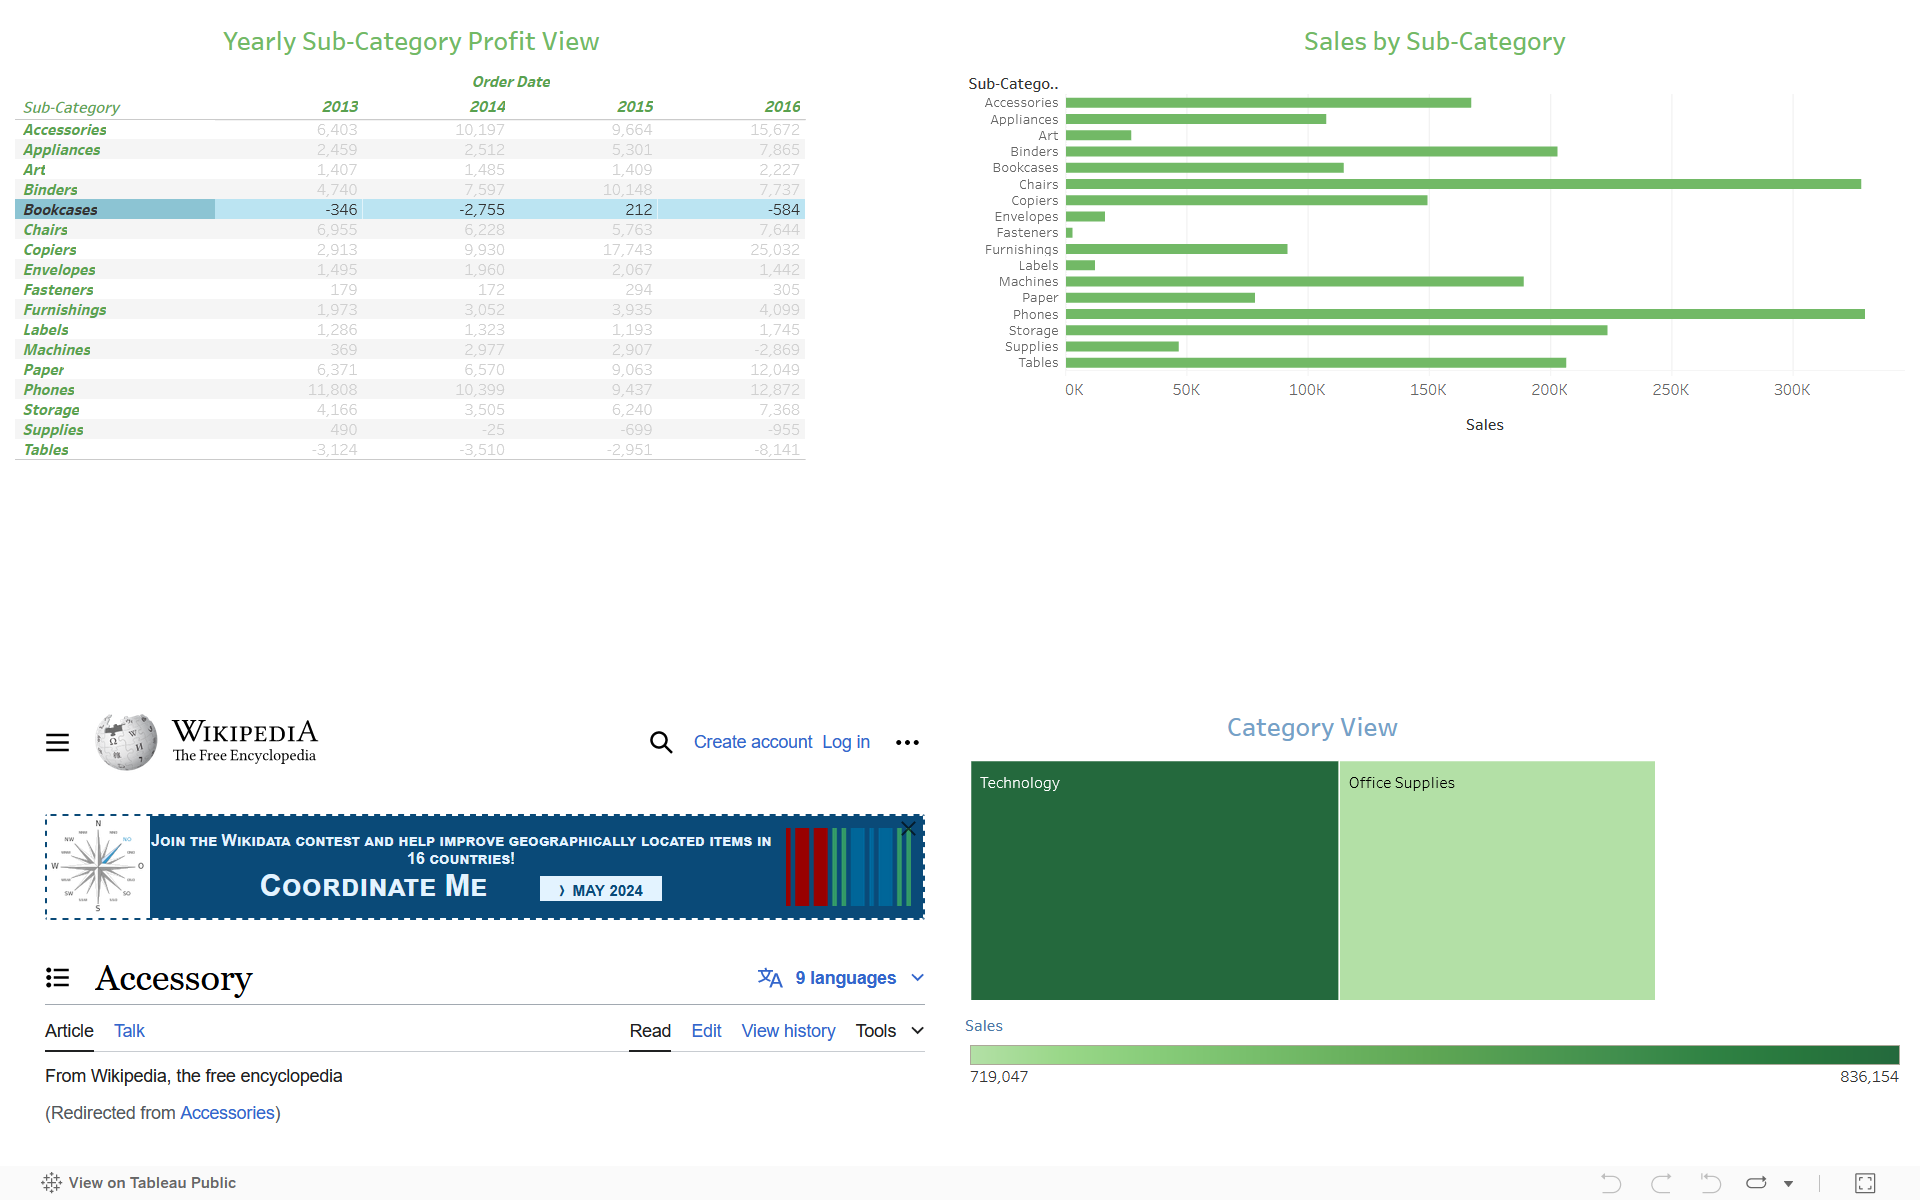 Yearly Sub-Category Profit View
Order Date
Sub-Category 2013 2014 2015 2016
Accessories 6,403 10,197 9,664 15,672
Appliances 2,459 2,512 5,301 7,865
Art 1,407 1,485 1,409 2,227
Binders 4,740 7,597 10,148 7,737
Bookcases -346 -2,755 212 -584
Chairs 6,955 6,228 5,763 7,644
Copiers 2,913 9,930 17,743 25,032
Envelopes 1,495 1,960 2,067 1,442
Fasteners 179 172 294 305
Furnishings 1,973 3,052 3,935 4,099
Labels 1,286 1,323 1,193 1,745
Machines 369 2,977 2,907 -2,869
Paper 6,371 6,570 9,063 12,049
Phones 11,808 10,399 9,437 12,872
Storage 4,166 3,505 6,240 7,368
Supplies 490 -25 -699 -955
Tables -3,124 -3,510 -2,951 -8,141
Sales by Sub-Category
Sub-Catego..
Accessories
Appliances
Art
Binders
Bookcases
Chairs
Copiers
Envelopes
Fasteners
Furnishings
Labels
Machines
Paper
Phones
Storage
Supplies
Tables
0K 50K 100K 150K 200K 250K 300K
Sales
WIKIPEDIA
The Free Encyclopedia
Create account Log in
JOIN THE WIKIDATA CONTEST AND HELP IMPROVE GEOGRAPHICALLY LOCATED ITEMS IN
16 COUNTRIES!
COORDINATE ME
› MAY 2024
N
NW NO
W O
SW SO
S
Accessory
9 languages
Article Talk Read Edit View history Tools
From Wikipedia, the free encyclopedia
(Redirected from Accessories)
Category View
Technology
Office Supplies
Sales
719,047 836,154
View on Tableau Public